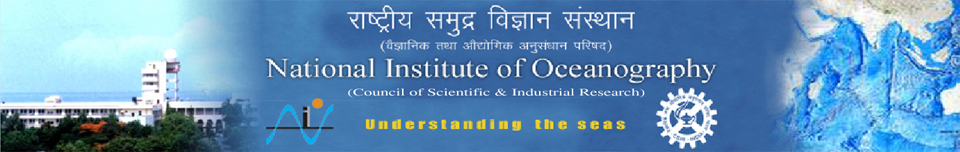 राष्ट्रीय समुद्र विज्ञान संस्थान
(वैज्ञानिक तथा औद्योगिक अनुसंधान परिषद)
National Institute of Oceanography
(Council of Scientific & Industrial Research)
Understanding the seas